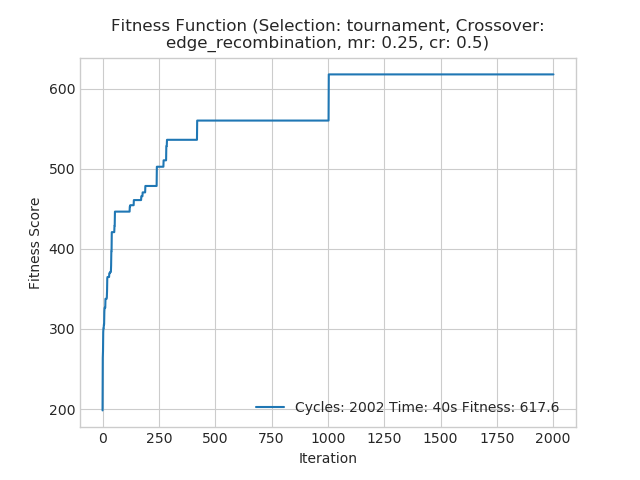 Fitness Function (Selection: tournament, Crossover:
edge_recombination, mr: 0.25, cr: 0.5)
600
500
400
300
200
Fitness Score
Cycles: 2002 Time: 40s Fitness: 617.6
0 250 500 750 1000 1250 1500 1750 2000
Iteration